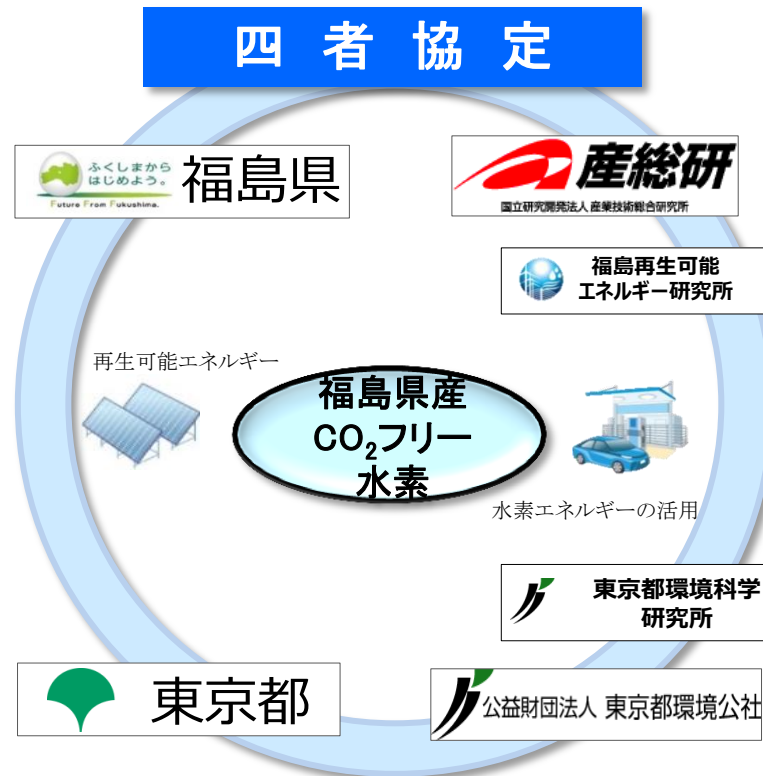 四者協定
ふくしまから
はじめよう。
Future From Fukushima.
福島県
産総研
国立研究開発法人 産業技術総合研究所
福島再生可能
エネルギー研究所
再生可能エネルギー
福島県産
CO₂フリー
水素
水素エネルギーの活用
東京都環境科学
研究所
東京都
公益財団法人 東京都環境公社